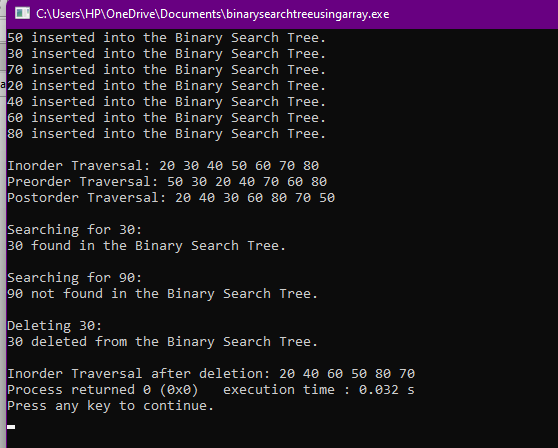 C:\Users\HP\OneDrive\Documents\binarysearchtreeusingarray.exe
50 inserted into the Binary Search Tree.
30 inserted into the Binary Search Tree.
70 inserted into the Binary Search Tree.
20 inserted into the Binary Search Tree.
40 inserted into the Binary Search Tree.
60 inserted into the Binary Search Tree.
80 inserted into the Binary Search Tree.
Inorder Traversal: 20 30 40 50 60 70 80
Preorder Traversal: 50 30 20 40 70 60 80
Postorder Traversal: 20 40 30 60 80 70 50
Searching for 30:
30 found in the Binary Search Tree.
Searching for 90:
90 not found in the Binary Search Tree.
Deleting 30:
30 deleted from the Binary Search Tree.
Inorder Traversal after deletion: 20 40 60 50 80 70
Process returned 0 (0x0)   execution time : 0.032 s
Press any key to continue.